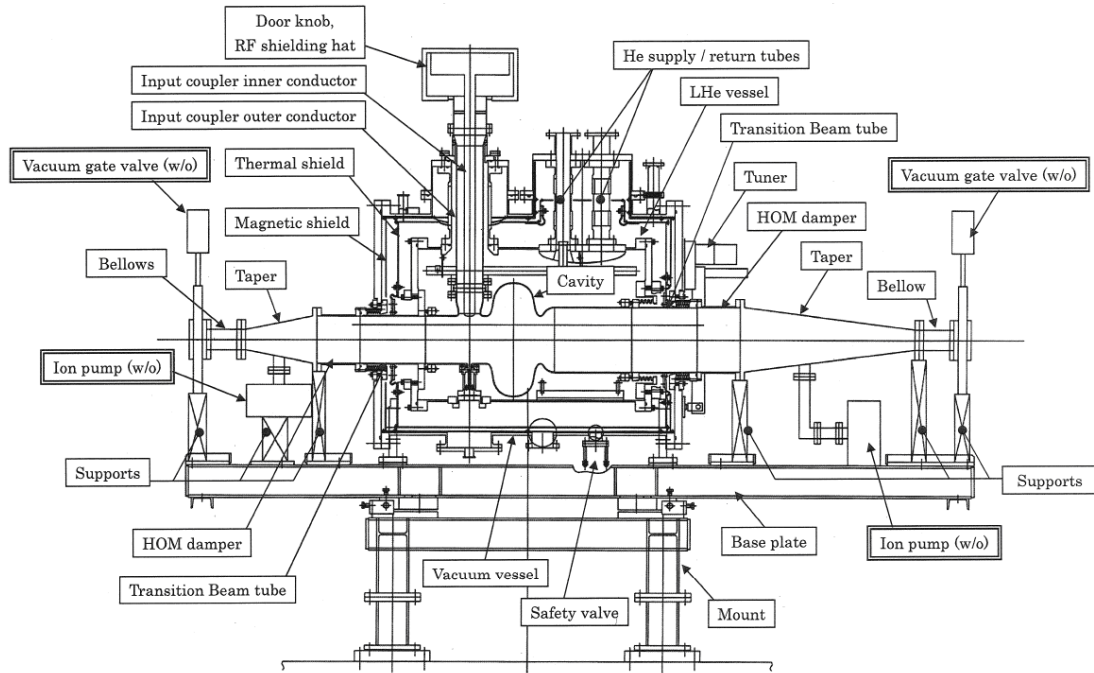 Door knob,
RF shielding hat
He supply / return tubes
Input coupler inner conductor
LHe vessel
Input coupler outer conductor
Transition Beam tube
Vacuum gate valve (w/o)
Thermal shield
Tuner
Vacuum gate valve (w/o)
HOM damper
Magnetic shield
Bellows
Taper
Cavity
Taper
Bellow
Ion pump (w/o)
Supports
Supports
HOM damper
Base plate
Ion pump (w/o)
Vacuum vessel
Transition Beam tube
Safety valve
Mount